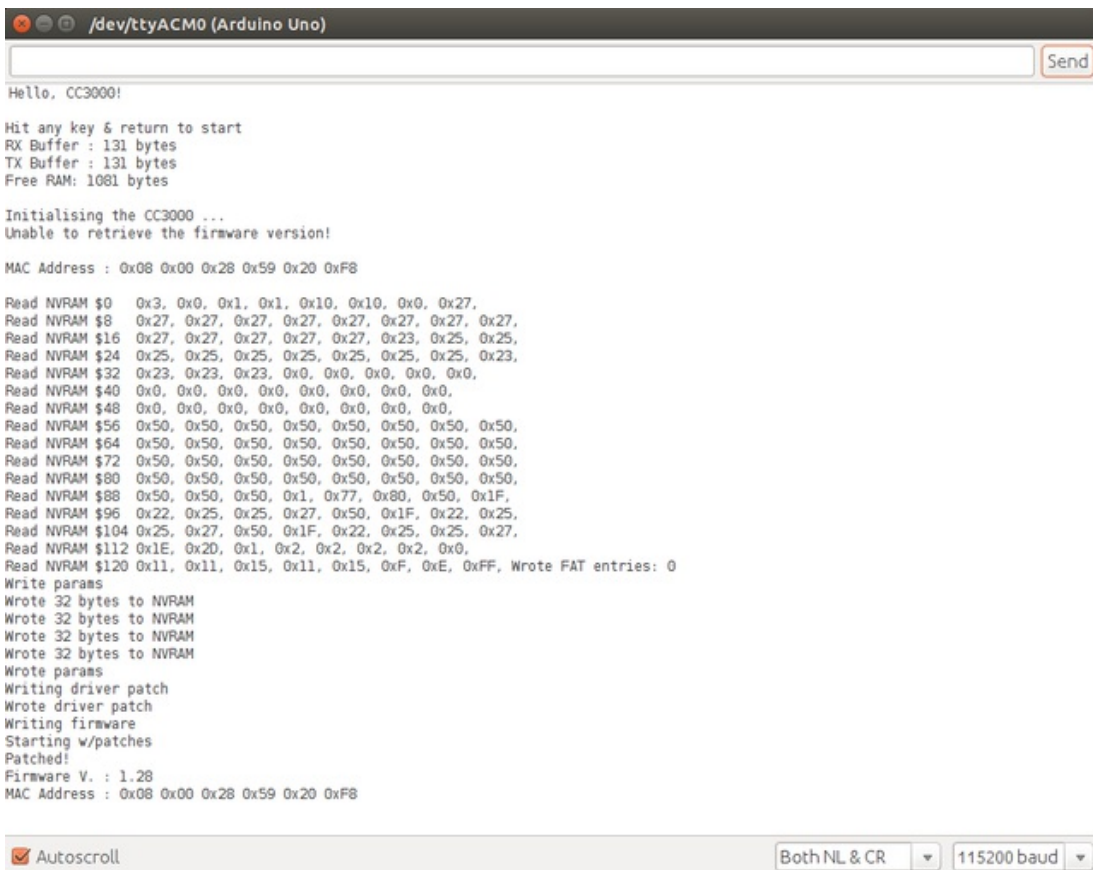 /dev/ttyACM0 (Arduino Uno)
Send
Hello, CC3000!
Hit any key & return to start
RX Buffer : 131 bytes
TX Buffer : 131 bytes
Free RAM: 1081 bytes
Initialising the CC3000 ...
Unable to retrieve the firmware version!
MAC Address : 0x08 0x00 0x28 0x59 0x20 0xF8
Read NVRAM $0 0x3, 0x0, 0x1, 0x1, 0x10, 0x10, 0x0, 0x27,
Read NVRAM $8 0x27, 0x27, 0x27, 0x27, 0x27, 0x27, 0x27, 0x27,
Read NVRAM $16 0x27, 0x27, 0x27, 0x27, 0x27, 0x23, 0x25, 0x25,
Read NVRAM $24 0x25, 0x25, 0x25, 0x25, 0x25, 0x25, 0x25, 0x23,
Read NVRAM $32 0x23, 0x23, 0x23, 0x0, 0x0, 0x0, 0x0, 0x0,
Read NVRAM $40 0x0, 0x0, 0x0, 0x0, 0x0, 0x0, 0x0, 0x0,
Read NVRAM $48 0x0, 0x0, 0x0, 0x0, 0x0, 0x0, 0x0, 0x0,
Read NVRAM $56 0x50, 0x50, 0x50, 0x50, 0x50, 0x50, 0x50, 0x50,
Read NVRAM $64 0x50, 0x50, 0x50, 0x50, 0x50, 0x50, 0x50, 0x50,
Read NVRAM $72 0x50, 0x50, 0x50, 0x50, 0x50, 0x50, 0x50, 0x50,
Read NVRAM $80 0x50, 0x50, 0x50, 0x50, 0x50, 0x50, 0x50, 0x50,
Read NVRAM $88 0x50, 0x50, 0x50, 0x1, 0x77, 0x80, 0x50, 0x1F,
Read NVRAM $96 0x22, 0x25, 0x25, 0x27, 0x50, 0x1F, 0x22, 0x25,
Read NVRAM $104 0x25, 0x27, 0x50, 0x1F, 0x22, 0x25, 0x25, 0x27,
Read NVRAM $112 0x1E, 0x2D, 0x1, 0x2, 0x2, 0x2, 0x2, 0x0,
Read NVRAM $120 0x11, 0x11, 0x15, 0x11, 0x15, 0xF, 0xE, 0xFF, Wrote FAT entries: 0
Write params
Wrote 32 bytes to NVRAM
Wrote 32 bytes to NVRAM
Wrote 32 bytes to NVRAM
Wrote 32 bytes to NVRAM
Wrote params
Writing driver patch
Wrote driver patch
Writing firmware
Starting w/patches
Patched!
Firmware V. : 1.28
MAC Address : 0x08 0x00 0x28 0x59 0x20 0xF8
Autoscroll
Both NL & CR
115200 baud